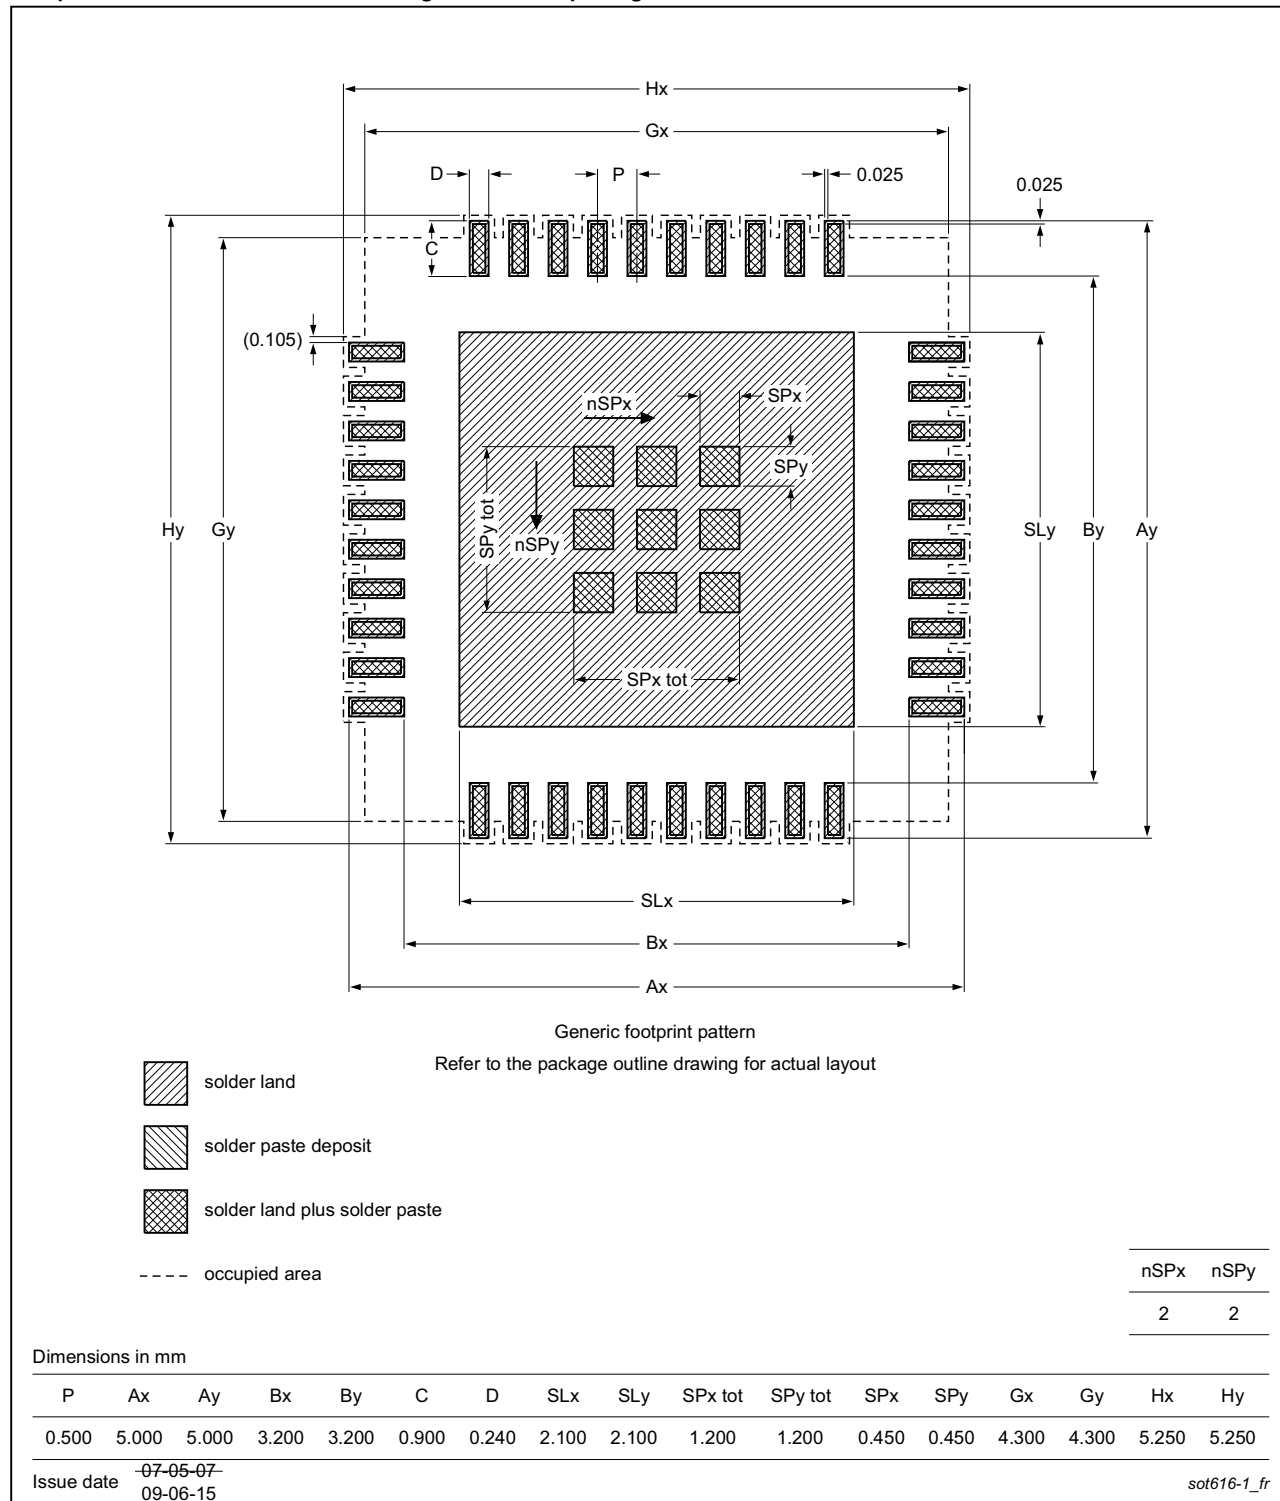 Hx
Gx
D
P
0.025
0.025
C
(0.105)
nSPx
SPx
SPy
SPy tot
nSPy
Hy
Gy
SLy
By
Ay
SPx tot
SLx
Bx
Ax
Generic footprint pattern
Refer to the package outline drawing for actual layout
solder land
solder paste deposit
solder land plus solder paste
occupied area
nSPx nSPy
2 2
Dimensions in mm
P Ax Ay Bx By C D SLx SLy SPx tot SPy tot SPx SPy Gx Gy Hx Hy
0.500 5.000 5.000 3.200 3.200 0.900 0.240 2.100 2.100 1.200 1.200 0.450 0.450 4.300 4.300 5.250 5.250
Issue date 07-05-07
09-06-15
sot616-1_fr